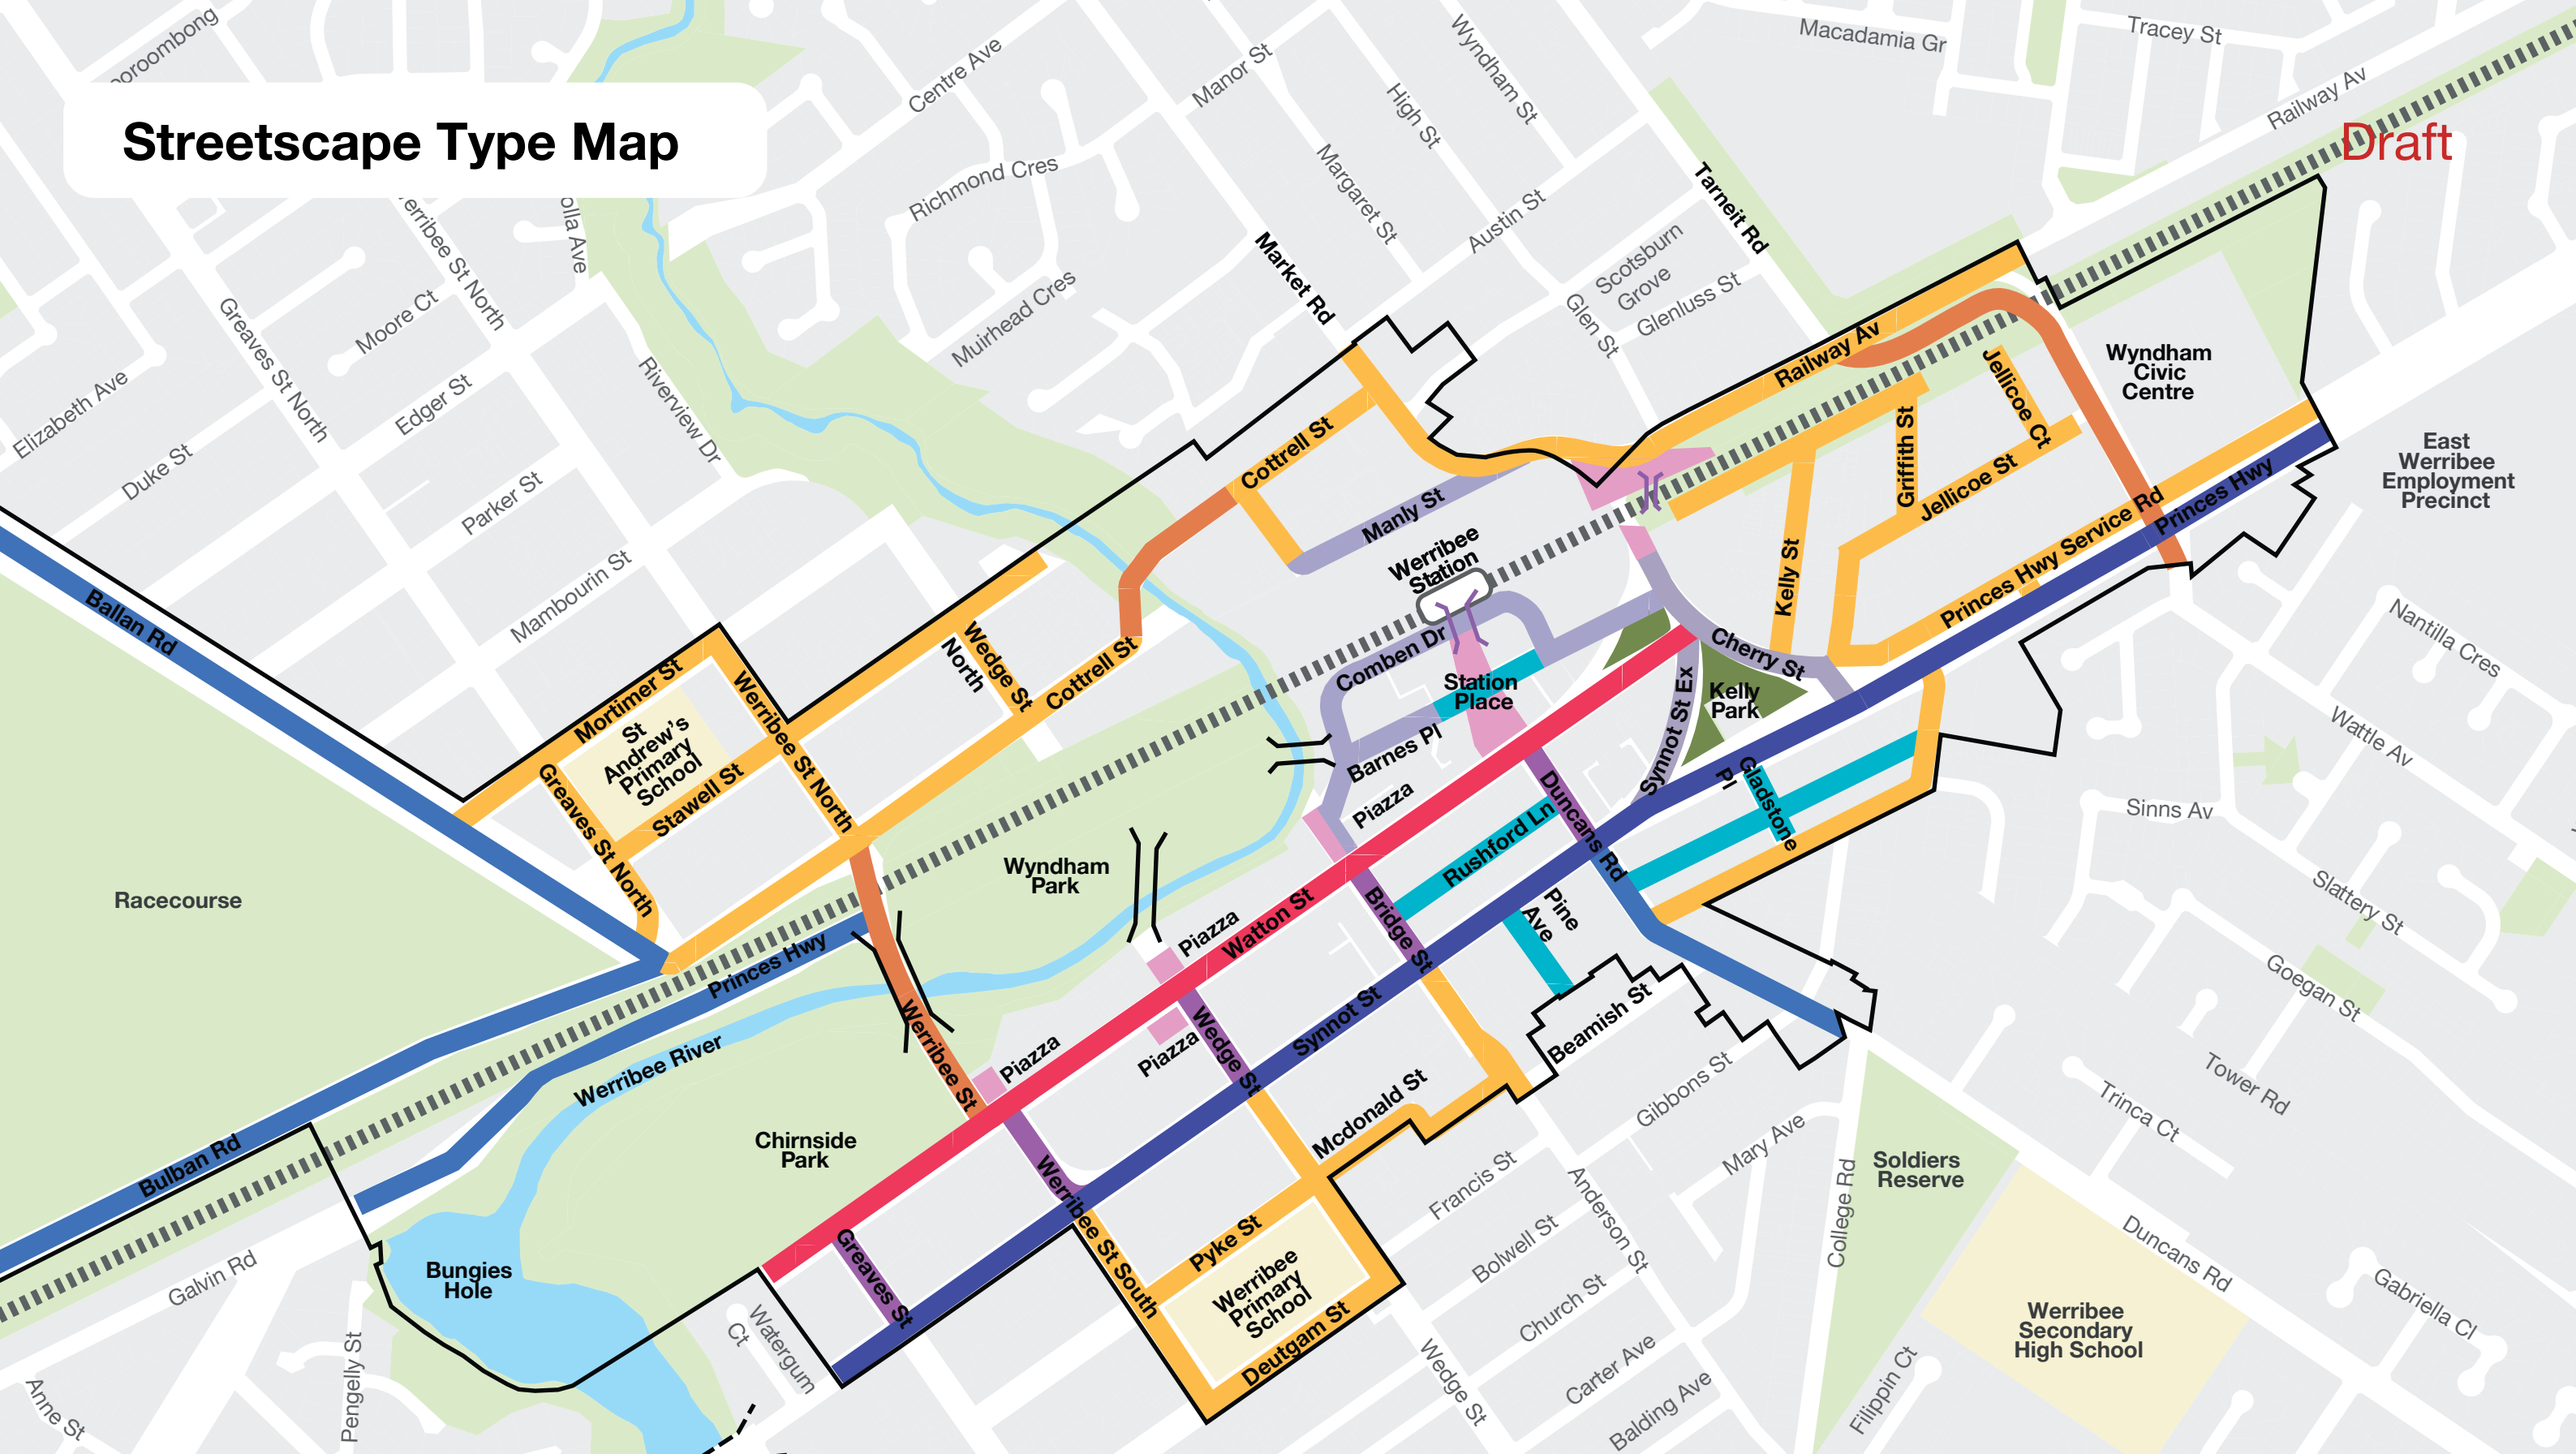 Streetscape Type Map
Draft
Centre Ave
Manor St
Wyndham St
High St
Macadamia Gr
Tracey St
Railway Av
Richmond Cres
Margaret St
Austin St
Tarneit Rd
Scotsburn
Grove
Glenluss St
Glen St
Market Rd
Muirhead Cres
Greaves St North
Moore Ct
Edger St
Elizabeth Ave
Duke St
Parker St
Riverview Dr
Mambourin St
Railway Av
Jellicoe Ct
Griffith St
Jellicoe St
Wyndham
Civic
Centre
East
Werribee
Employment
Precinct
Princes Hwy Service Rd
Princes Hwy
Cottrell St
Manly St
Werribee
Station
Kelly St
Cherry St
Kelly
Park
Synnot St Ex
Comben Dr
Station
Place
Barnes Pl
Piazza
Ballan Rd
Mortimer St
St
Andrew's
Primary
School
Stawell St
Greaves St North
Werribee St North
Wedge St
North
Cottrell St
Nantilla Cres
Wattle Av
Sinns Av
Slattery St
Goegan St
Tower Rd
Trinca Ct
Gladstone
Pl
Duncans Rd
Rushford Ln
Bridge St
Pine
Ave
Beamish St
Racecourse
Wyndham
Park
Piazza
Watton St
Princes Hwy
Werribee River
Werribee St
Piazza
Piazza
Wedge St
Synnot St
Mcdonald St
Gibbons St
Mary Ave
Francis St
Anderson St
Bolwell St
Church St
Carter Ave
Balding Ave
Wedge St
College Rd
Soldiers
Reserve
Duncans Rd
Werribee
Secondary
High School
Gabriella Cl
Filippin Ct
Bulban Rd
Chirnside
Park
Werribee St South
Pyke St
Werribee
Primary
School
Deutgam St
Greaves St
Galvin Rd
Bungies
Hole
Watergum
Ct
Pengelly St
Anne St